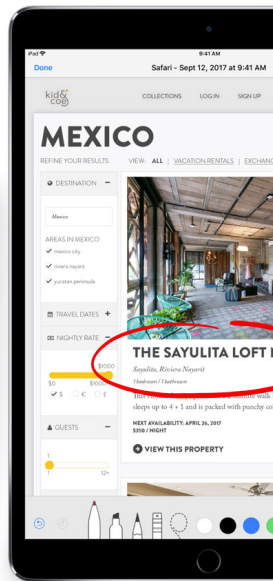 iPad
9:41 AM
Done
Safari - Sept 12, 2017 at 9:41 AM
kid&
coe
COLLECTIONS LOG IN SIGN UP
MEXICO
REFINE YOUR RESULTS
VIEW: ALL | VACATION RENTALS | EXCHANG
DESTINATION
Mexico
AREAS IN MEXICO
mexico city
riviera nayarit
yucatan peninsula
TRAVEL DATES +
NIGHTLY RATE -
$1000
$0 $1000+
$ € £
GUESTS -
1
1 12+
THE SAYULITA LOFT
Sayulita, Riviera Nayarit
1 bedroom / 1 bathroom
walk
sleeps up to 4 + 1 and is packed with punchy co
NEXT AVAILABILITY: APRIL 26, 2017
$350 / NIGHT
VIEW THIS PROPERTY